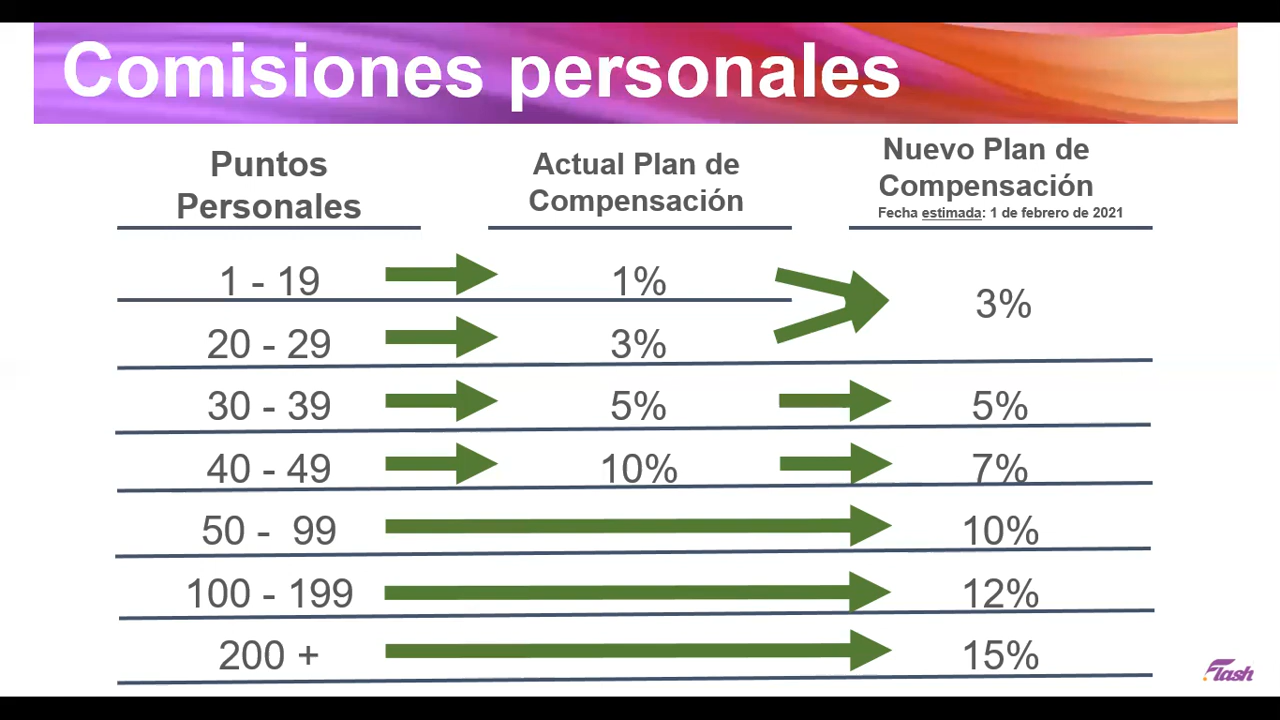 Comisiones personales
Puntos
Personales
Actual Plan de
Compensación
Nuevo Plan de
Compensación
Fecha estimada: 1 de febrero de 2021
1 - 19
1%
3%
20 - 29
3%
30 - 39
5%
5%
40 - 49
10%
7%
50 - 99
10%
100 - 199
12%
200 +
15%
Flash